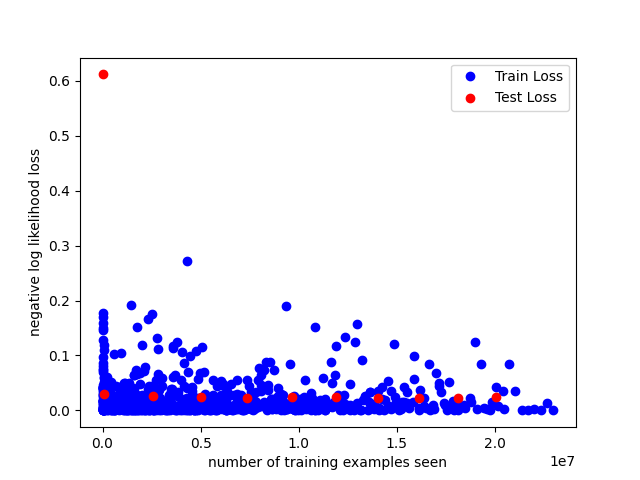 Train Loss
Test Loss
0.6
0.5
0.4
0.3
0.2
0.1
0.0
negative log likelihood loss
0.0
0.5
1.0
1.5
2.0
1e7
number of training examples seen